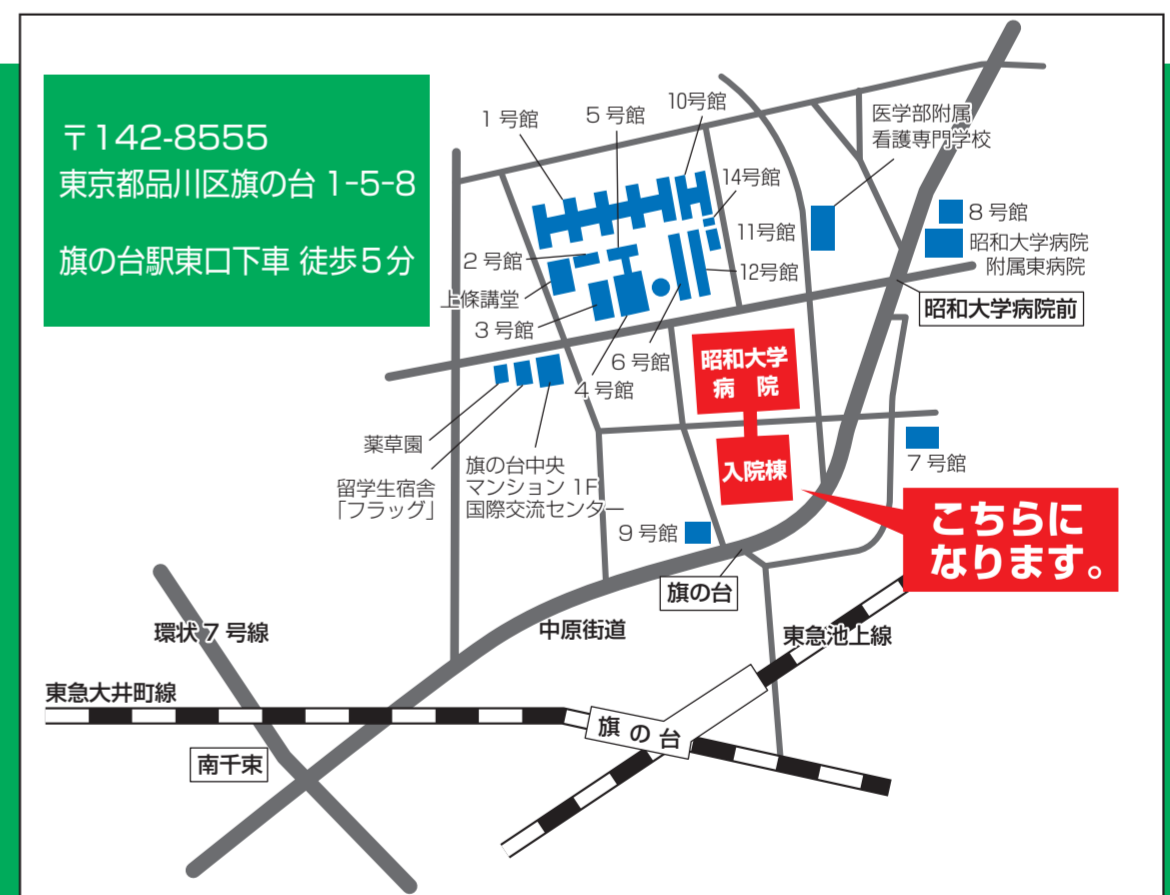 〒142-8555
東京都品川区旗の台 1-5-8
旗の台駅東口下車 徒歩5分
1 号館
5 号館
10号館
医学部附属
看護専門学校
14号館
11号館
8 号館
昭和大学病院
附属東病院
2 号館
12号館
上條講堂
昭和大学病院前
3 号館
6 号館
4 号館
昭和大学
病 院
薬草園
旗の台中央
マンション 1F
国際交流センター
留学生宿舎
「フラッグ」
入院棟
7 号館
こちらに
なります。
9 号館
旗の台
環状 7 号線
中原街道
東急池上線
東急大井町線
旗 の 台
南千束